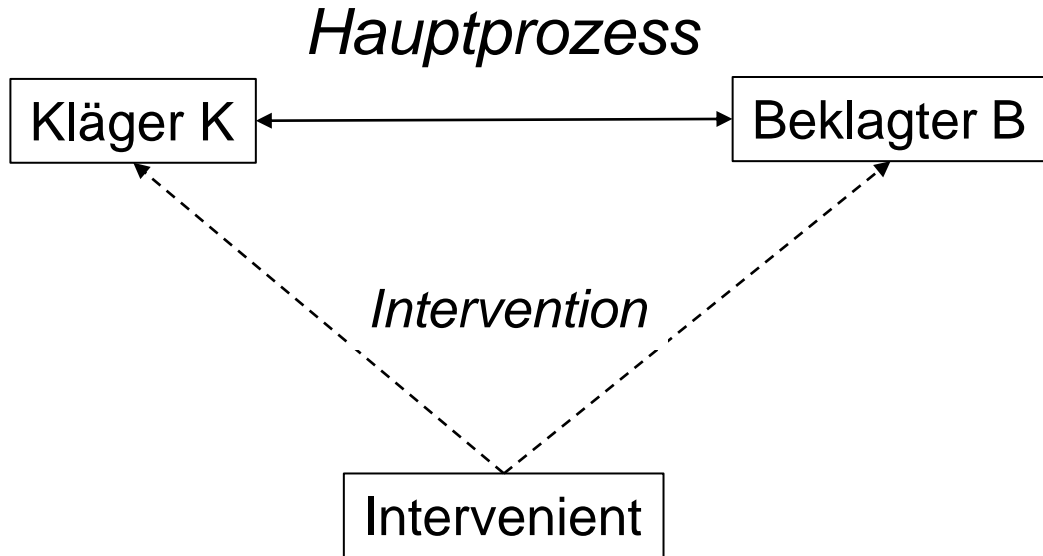 Hauptprozess
Kläger K
Beklagter B
Intervention
Intervenient